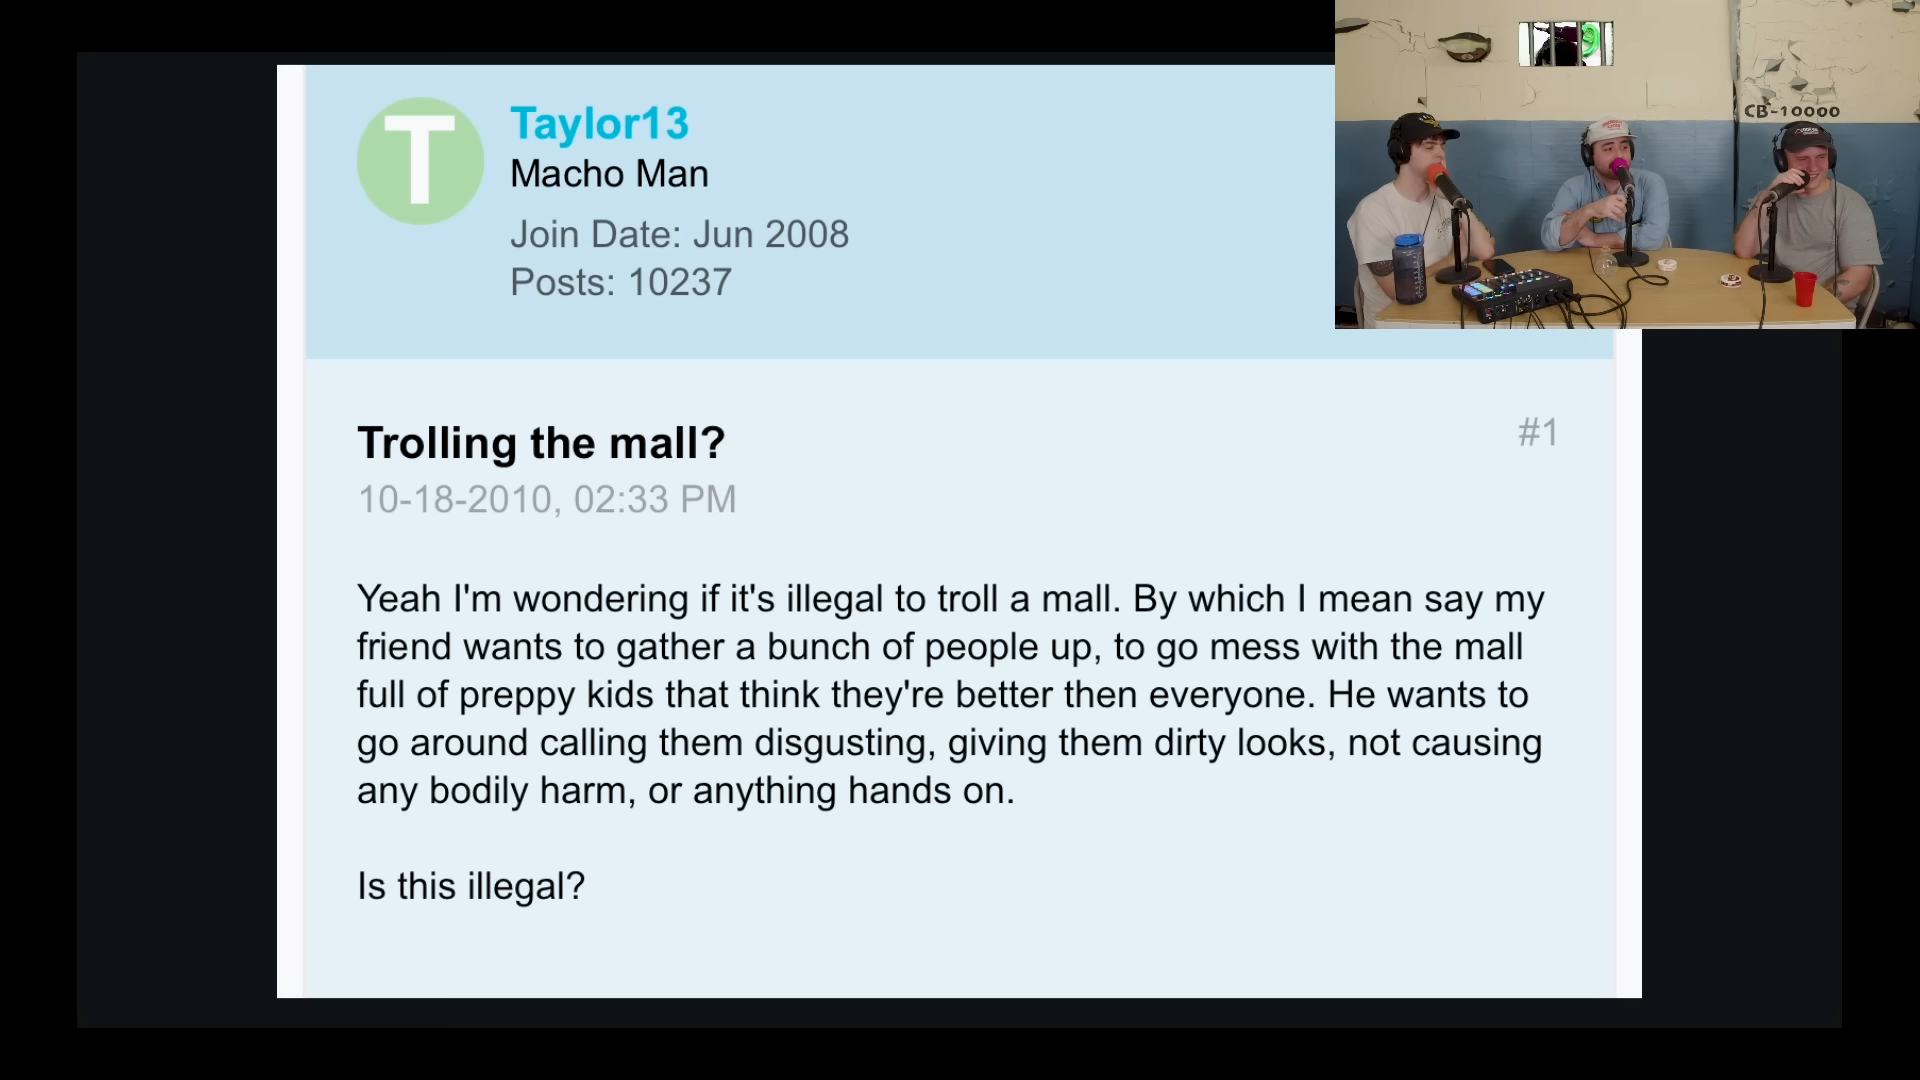 T
Taylor13
Macho Man
Join Date: Jun 2008
Posts: 10237
CB-10000
Trolling the mall?
#1
10-18-2010, 02:33 PM
Yeah I'm wondering if it's illegal to troll a mall. By which I mean say my
friend wants to gather a bunch of people up, to go mess with the mall
full of preppy kids that think they're better then everyone. He wants to
go around calling them disgusting, giving them dirty looks, not causing
any bodily harm, or anything hands on.
Is this illegal?